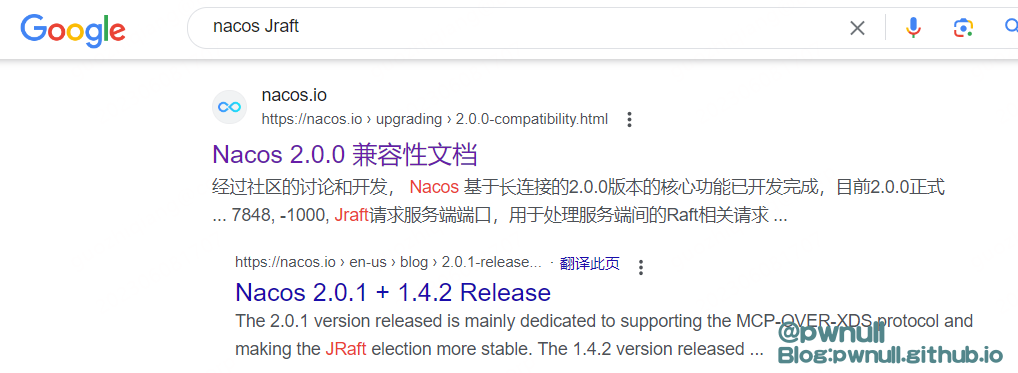 Google
nacos Jraft
nacos.io
https://nacos.io › upgrading › 2.0.0-compatibility.html
Nacos 2.0.0 兼容性文档
经过社区的讨论和开发， Nacos 基于长连接的2.0.0版本的核心功能已开发完成，目前2.0.0正式
... 7848, -1000, Jraft请求服务端端口，用于处理服务端间的Raft相关请求 ...
https://nacos.io › en-us › blog › 2.0.1-release... · 翻译此页
Nacos 2.0.1 + 1.4.2 Release
The 2.0.1 version released is mainly dedicated to supporting the MCP-OVER-XDS protocol and
making the JRaft election more stable. The 1.4.2 version released ...
@pwnull
Blog:pwnull.github.io